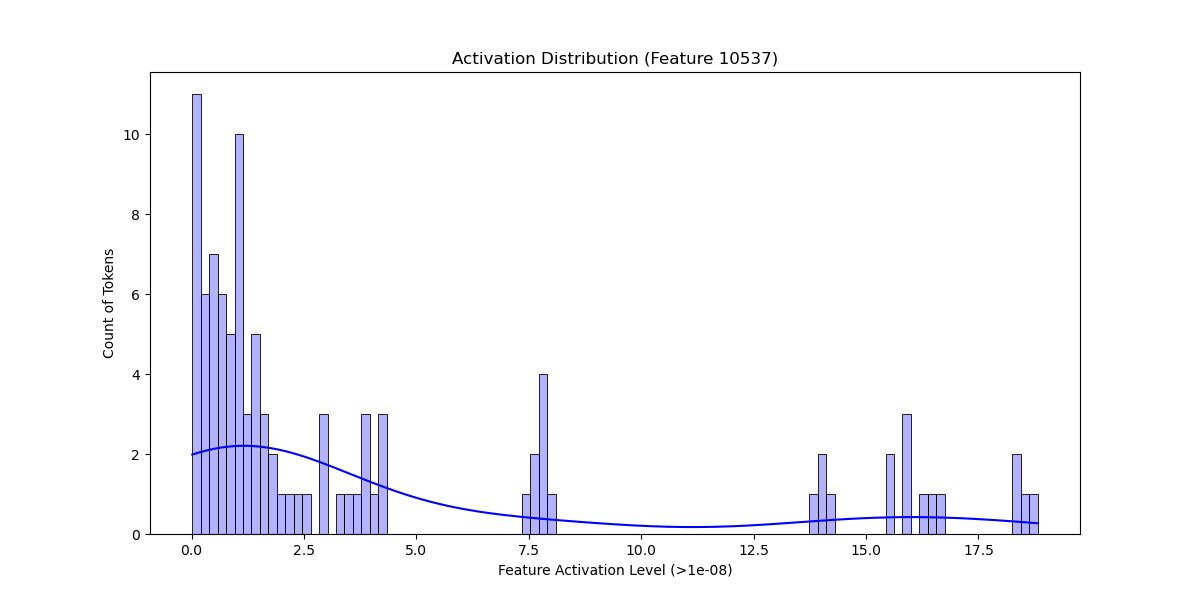 Activation Distribution (Feature 10537)
Count of Tokens
10
8
6
4
2
0
0.0 2.5 5.0 7.5 10.0 12.5 15.0 17.5
Feature Activation Level (>1e-08)